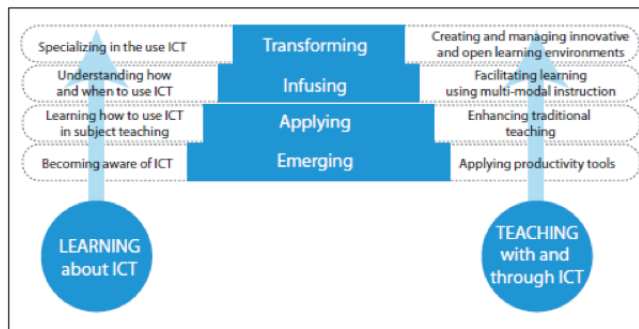 Specializing in the use ICT
Transforming
Creating and managing innovative
and open learning environments
Understanding how
and when to use ICT
Infusing
Facilitating learning
using multi-modal instruction
Learning how to use ICT
in subject teaching
Applying
Enhancing traditional
teaching
Becoming aware of ICT
Emerging
Applying productivity tools
LEARNING
about ICT
TEACHING
with and
through ICT